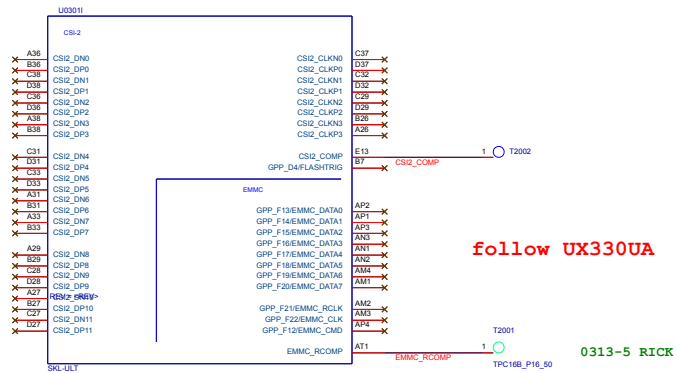 U0301I
CSI-2
A36 CSI2_DN0 CSI2_CLKN0 C37
B36 CSI2_DP0 CSI2_CLKP0 D37
C38 CSI2_DN1 CSI2_CLKN1 C32
D38 CSI2_DP1 CSI2_CLKP1 D32
C36 CSI2_DN2 CSI2_CLKN2 C29
D36 CSI2_DP2 CSI2_CLKP2 D29
A38 CSI2_DN3 CSI2_CLKN3 B26
B38 CSI2_DP3 CSI2_CLKP3 A26
C31 CSI2_DN4 CSI2_COMP E13 CSI2_COMP 1 T2002
D31 CSI2_DP4 GPP_D4/FLASHTRIG B7
C33 CSI2_DN5
D33 CSI2_DP5
A31 CSI2_DN6 EMMC
B31 CSI2_DP6 GPP_F13/EMMC_DATA0 AP2
A33 CSI2_DN7 GPP_F14/EMMC_DATA1 AP1
B33 CSI2_DP7 GPP_F15/EMMC_DATA2 AP3
GPP_F16/EMMC_DATA3 AN3
A29 CSI2_DN8 GPP_F17/EMMC_DATA4 AN1
B29 CSI2_DP8 GPP_F18/EMMC_DATA5 AN2
C28 CSI2_DN9 GPP_F19/EMMC_DATA6 AM4
D28 CSI2_DP9 GPP_F20/EMMC_DATA7 AM1
follow UX330UA
A27 CSI2_DN10
B27 CSI2_DP10 GPP_F21/EMMC_RCLK AM2
C27 CSI2_DN11 GPP_F22/EMMC_CLK AM3
D27 CSI2_DP11 GPP_F12/EMMC_CMD AP4
EMMC_RCOMP AT1 EMMC_RCOMP 1 T2001
TPC16B_P16_50
0313-5 RICK
SKL-ULT